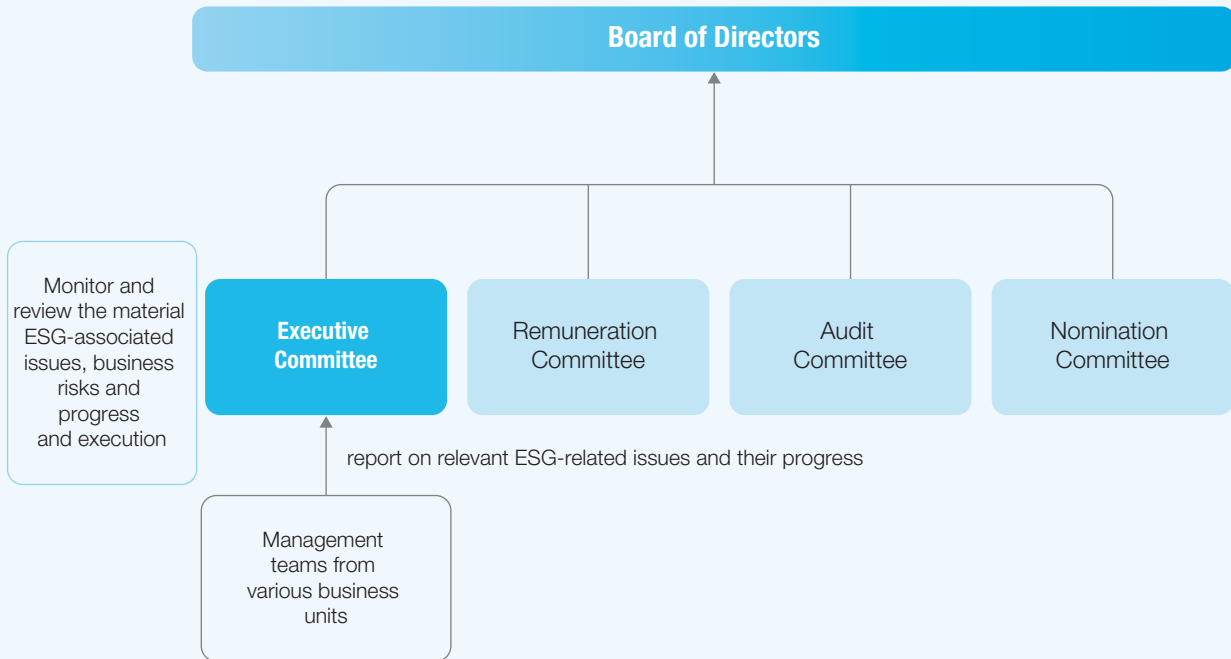 Board of Directors
Monitor and
review the material
ESG-associated
issues, business
risks and
progress
and execution
Executive
Committee
Remuneration
Committee
Audit
Committee
Nomination
Committee
report on relevant ESG-related issues and their progress
Management
teams from
various business
units